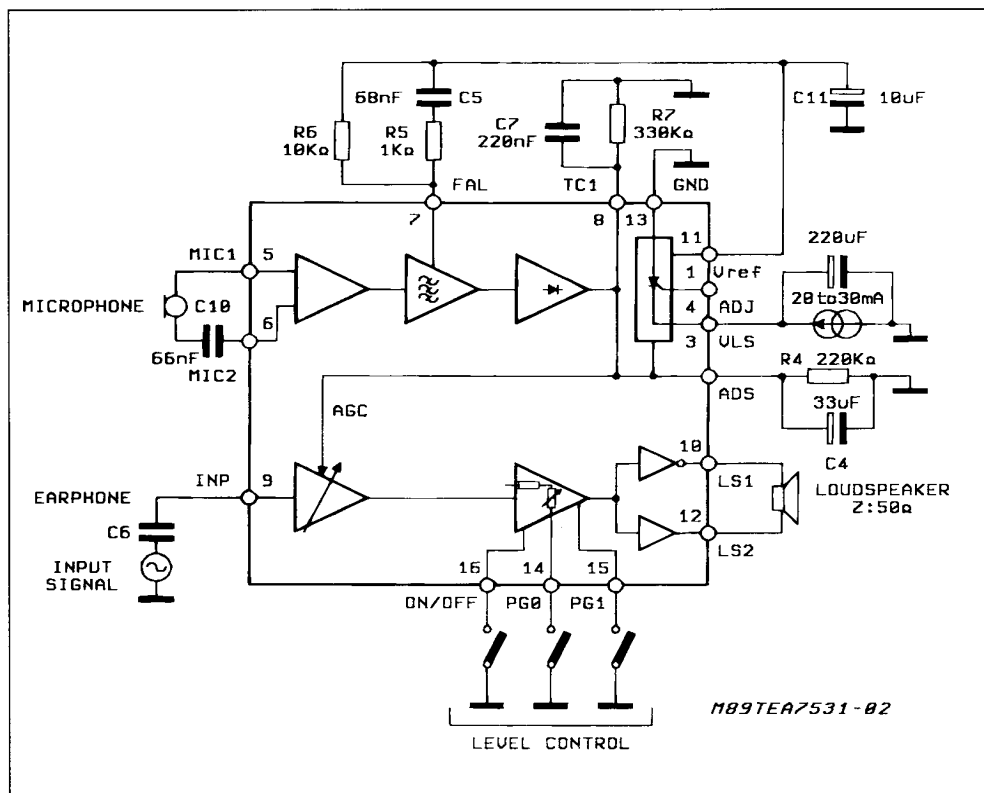 68nF
C5
R6
10KΩ
R5
1KΩ
C7
220nF
R7
330KΩ
C11
10uF
FAL
TC1
GND
7
8
13
MIC1
5
11
Vref
220uF
MICROPHONE
C10
1
ADJ
20to30mA
6
4
VLS
66nF
MIC2
3
R4 220KΩ
ADS
33uF
C4
AGC
INP
9
10
LS1
EARPHONE
LOUDSPEAKER
Z:50Ω
C6
12
LS2
INPUT
SIGNAL
16
14
15
ON/OFF
PG0
PG1
M89TEA7531-02
LEVEL CONTROL